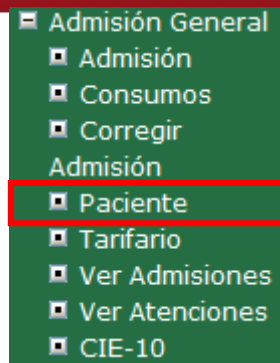 Admisión General
Admisión
Consumos
Corregir
Admisión
Paciente
Tarifario
Ver Admisiones
Ver Atenciones
CIE-10